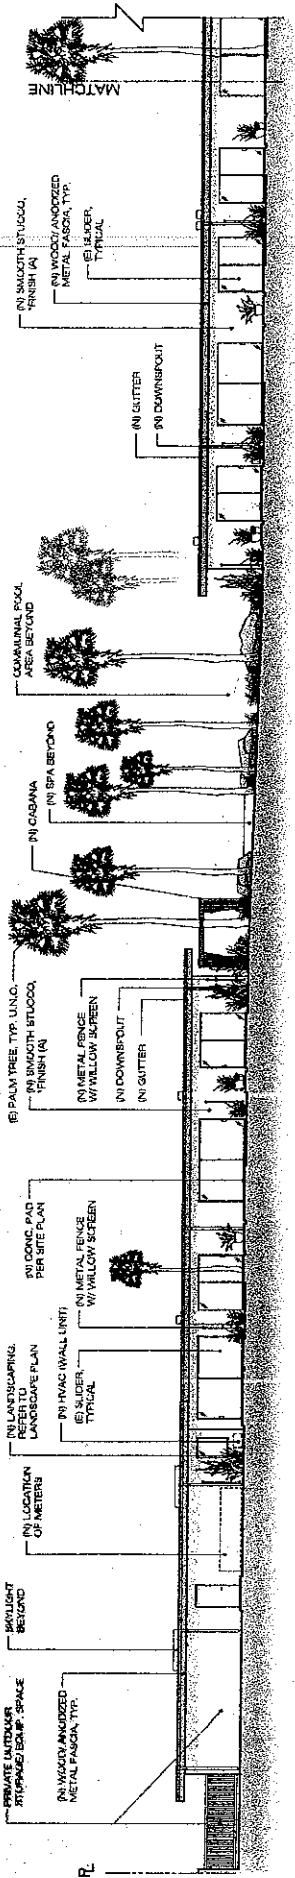 PRIVATE OUTDOOR
STORAGE/ EQUIP. SPACE
SKYLIGHT
BEYOND
(N) WOOD/ ANODIZED
METAL FASCIA, TYP.
(N) LOCATION
OF METERS
(N) LANDSCAPING.
REFER TO
LANDSCAPE PLAN
(N) HVAC (WALL UNIT)
(E) SLIDER,
TYPICAL
(N) METAL FENCE
W/ WILLOW SCREEN
(N) CONC. PAD
PER SITE PLAN
(E) PALM TREE, TYP. U.N.O.
(N) SMOOTH STUCCO,
*FINISH (A)
(N) METAL FENCE
W/ WILLOW SCREEN
(N) DOWNSPOUT
(N) GUTTER
(N) CABANA
(N) SPA BEYOND
COMMUNAL POOL
AREA BEYOND
(N) GUTTER
(N) DOWNSPOUT
(N) SMOOTH STUCCO,
*FINISH (A)
(N) WOOD/ ANODIZED
METAL FASCIA, TYP.
(E) SLIDER,
TYPICAL
MATCHLINE
PL